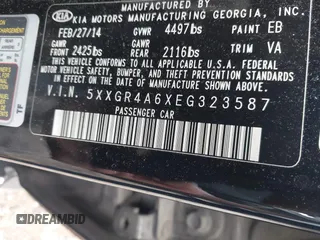 MANUFACTURED BY
KIA KIA MOTORS MANUFACTURING GEORGIA, INC.
FEB/27/14 GVWR 4497lbs PAINT EB
GAWR FRONT 2425lbs GAWR REAR 2116lbs TRIM VA
THIS VEHICLE CONFORMS TO ALL APPLICABLE U.S.A. FEDERAL MOTOR VEHICLE
SAFETY, BUMPER, AND THEFT PREVENTION STANDARDS IN EFFECT ON THE
DATE OF MANUFACTURE SHOWN ABOVE.
V.I.N. 5XXGR4A6XEG323587
PASSENGER CAR
TF
DREAMBID